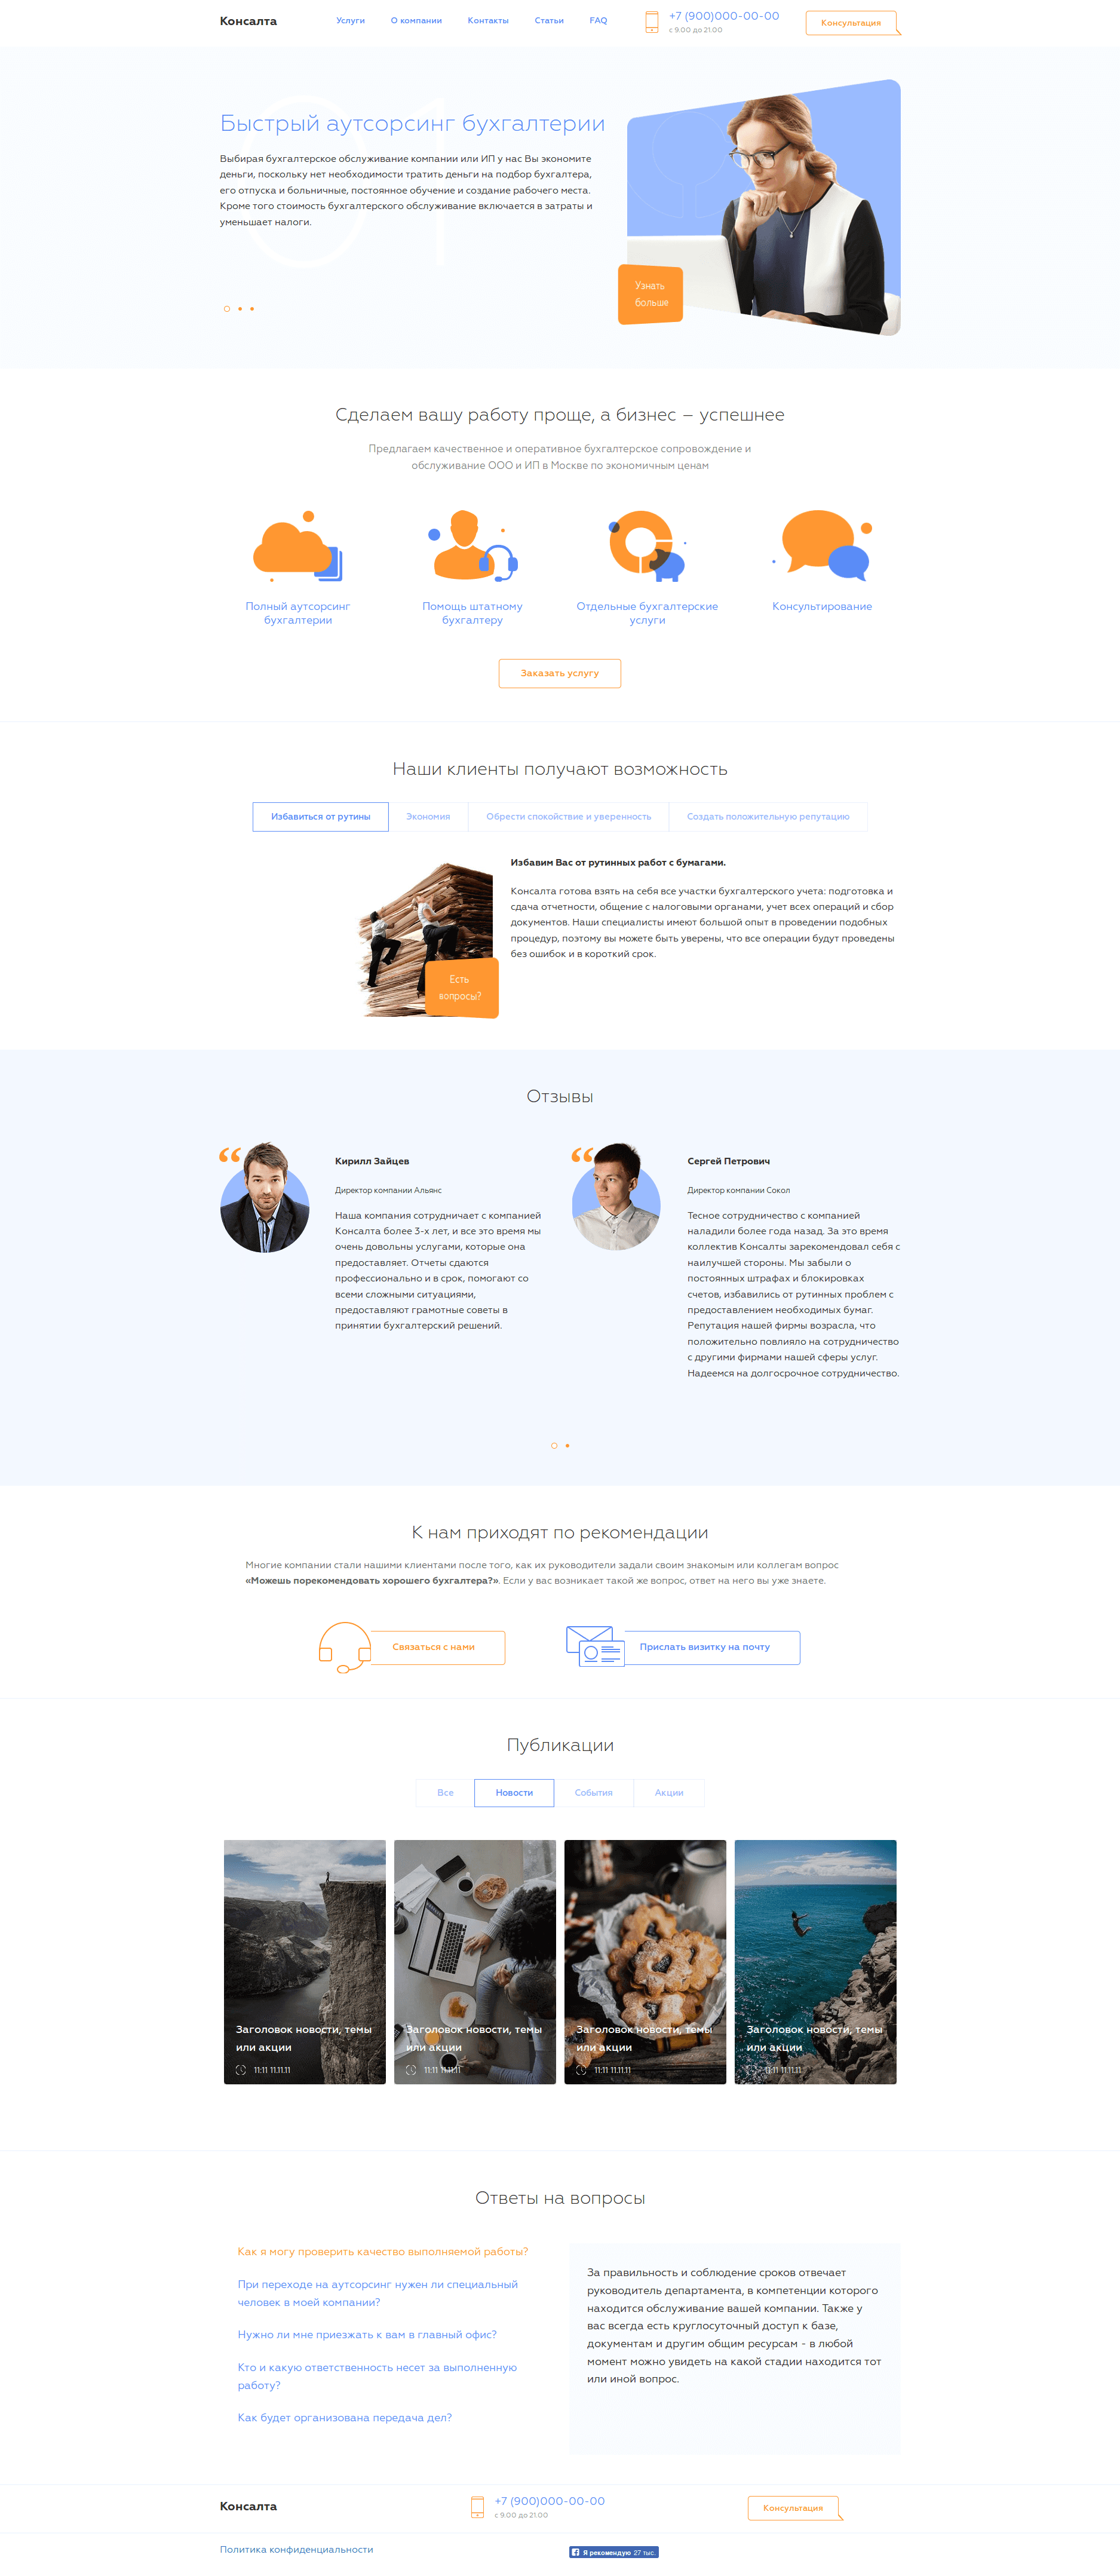 Консалта
Услуги
О компании
Контакты
Статьи
FAQ
+7 (900)000-00-00
с 9.00 до 21.00
Консультация
01
Быстрый аутсорсинг бухгалтерии
Выбирая бухгалтерское обслуживание компании или ИП у нас Вы экономите
деньги, поскольку нет необходимости тратить деньги на подбор бухгалтера,
его отпуска и больничные, постоянное обучение и создание рабочего места.
Кроме того стоимость бухгалтерского обслуживание включается в затраты и
уменьшает налоги.
Узнать
больше
Сделаем вашу работу проще, а бизнес – успешнее
Предлагаем качественное и оперативное бухгалтерское сопровождение и
обслуживание ООО и ИП в Москве по экономичным ценам
Полный аутсорсинг
бухгалтерии
Помощь штатному
бухгалтеру
Отдельные бухгалтерские
услуги
Консультирование
Заказать услугу
Наши клиенты получают возможность
Избавиться от рутины
Экономия
Обрести спокойствие и уверенность
Создать положительную репутацию
Избавим Вас от рутинных работ с бумагами.
Консалта готова взять на себя все участки бухгалтерского учета: подготовка и
сдача отчетности, общение с налоговыми органами, учет всех операций и сбор
документов. Наши специалисты имеют большой опыт в проведении подобных
процедур, поэтому вы можете быть уверены, что все операции будут проведены
без ошибок и в короткий срок.
Есть
вопросы?
Отзывы
Кирилл Зайцев
Директор компании Альянс
Наша компания сотрудничает с компанией
Консалта более 3-х лет, и все это время мы
очень довольны услугами, которые она
предоставляет. Отчеты сдаются
профессионально и в срок, помогают со
всеми сложными ситуациями,
предоставляют грамотные советы в
принятии бухгалтерский решений.
Сергей Петрович
Директор компании Сокол
Тесное сотрудничество с компанией
наладили более года назад. За это время
коллектив Консалты зарекомендовал себя с
наилучшей стороны. Мы забыли о
постоянных штрафах и блокировках
счетов, избавились от рутинных проблем с
предоставлением необходимых бумаг.
Репутация нашей фирмы возрасла, что
положительно повлияло на сотрудничество
с другими фирмами нашей сферы услуг.
Надеемся на долгосрочное сотрудничество.
К нам приходят по рекомендации
Многие компании стали нашими клиентами после того, как их руководители задали своим знакомым или коллегам вопрос
«Можешь порекомендовать хорошего бухгалтера?». Если у вас возникает такой же вопрос, ответ на него вы уже знаете.
Связаться с нами
Прислать визитку на почту
Публикации
Все
Новости
События
Акции
Заголовок новости, темы
или акции
11:11 11.11.11
Заголовок новости, темы
или акции
11:11 11.11.11
Заголовок новости, темы
или акции
11:11 11.11.11
Заголовок новости, темы
или акции
11:11 11.11.11
Ответы на вопросы
Как я могу проверить качество выполняемой работы?
При переходе на аутсорсинг нужен ли специальный
человек в моей компании?
Нужно ли мне приезжать к вам в главный офис?
Кто и какую ответственность несет за выполненную
работу?
Как будет организована передача дел?
За правильность и соблюдение сроков отвечает
руководитель департамента, в компетенции которого
находится обслуживание вашей компании. Также у
вас всегда есть круглосуточный доступ к базе,
документам и другим общим ресурсам - в любой
момент можно увидеть на какой стадии находится тот
или иной вопрос.
Консалта
+7 (900)000-00-00
с 9.00 до 21.00
Консультация
Политика конфиденциальности
Я рекомендую 27 тыс.